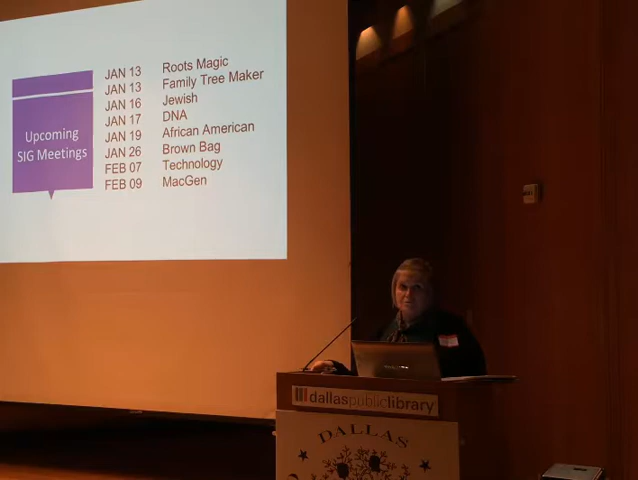 Upcoming
SIG Meetings
JAN 13 Roots Magic
JAN 13 Family Tree Maker
JAN 16 Jewish
JAN 17 DNA
JAN 19 African American
JAN 26 Brown Bag
FEB 07 Technology
FEB 09 MacGen
dallaspubliclibrary
DALLAS